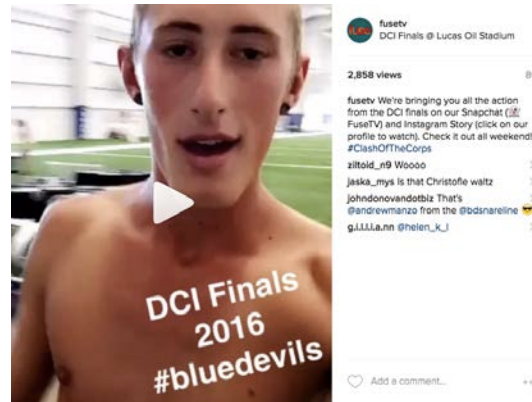 DCI Finals
2016
#bluedevils
fusetv
DCI Finals @ Lucas Oil Stadium
2,858 views
fusetv We're bringing you all the action
from the DCI finals on our Snapchat (
FuseTV) and Instagram Story (click on our
profile to watch). Check it out all weekend!
#ClashOfTheCorps
ziltoid_n9 Woooo
jaska_mys Is that Christofle waltz
johndonovandotbiz That's
@andrewmanzo from the @bdsnareline 😎
g.i.l.l.i.a.nn @helen_k_l
Add a comment...